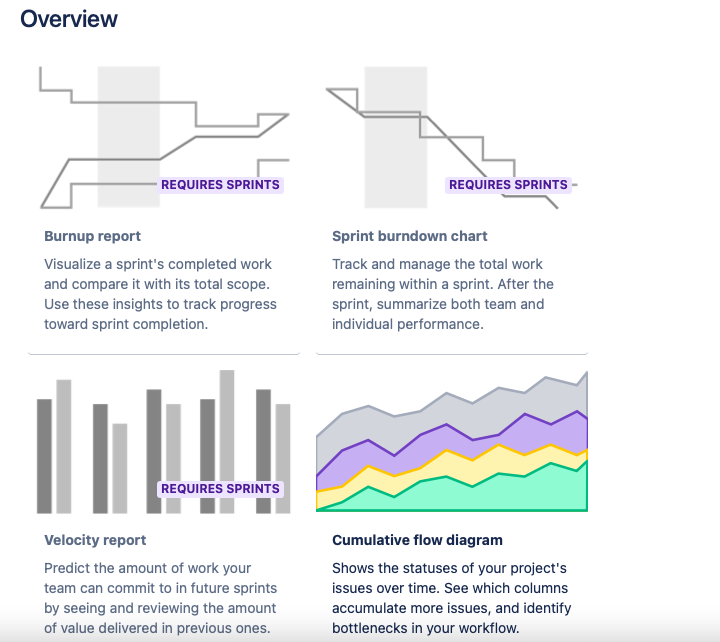 Overview
REQUIRES SPRINTS
REQUIRES SPRINTS
Burnup report
Visualize a sprint's completed work
and compare it with its total scope.
Use these insights to track progress
toward sprint completion.
Sprint burndown chart
Track and manage the total work
remaining within a sprint. After the
sprint, summarize both team and
individual performance.
REQUIRES SPRINTS
Velocity report
Predict the amount of work your
team can commit to in future sprints
by seeing and reviewing the amount
of value delivered in previous ones.
Cumulative flow diagram
Shows the statuses of your project's
issues over time. See which columns
accumulate more issues, and identify
bottlenecks in your workflow.